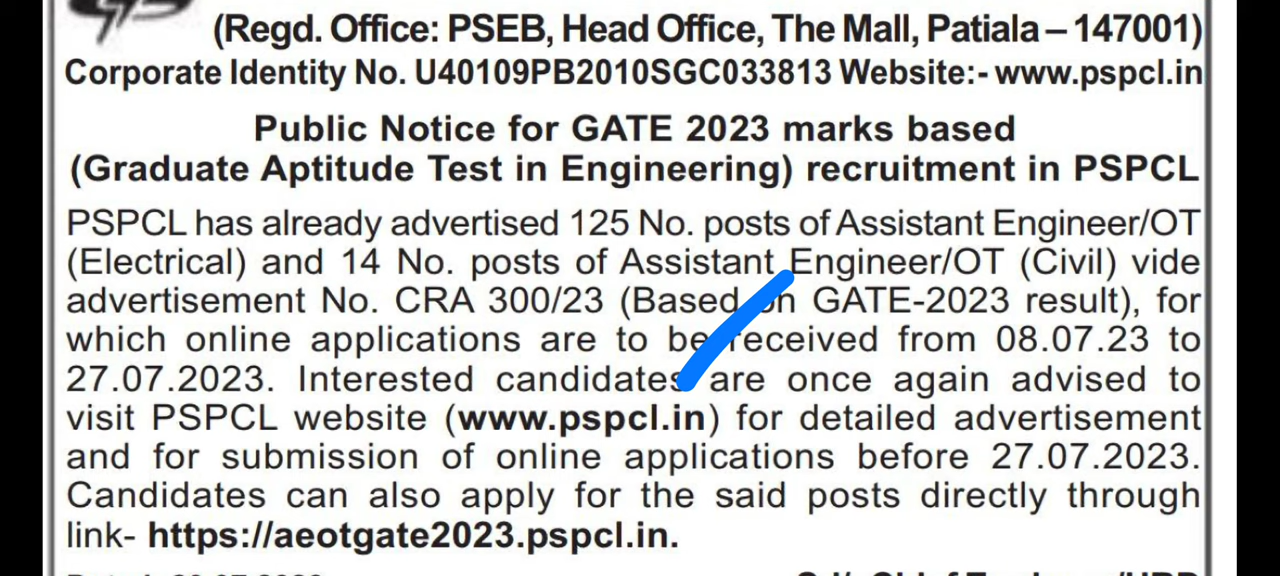 (Regd. Office: PSEB, Head Office, The Mall, Patiala – 147001)
Corporate Identity No. U40109PB2010SGC033813 Website:- www.pspcl.in
Public Notice for GATE 2023 marks based
(Graduate Aptitude Test in Engineering) recruitment in PSPCL
PSPCL has already advertised 125 No. posts of Assistant Engineer/OT
(Electrical) and 14 No. posts of Assistant Engineer/OT (Civil) vide
advertisement No. CRA 300/23 (Based on GATE-2023 result), for
which online applications are to be received from 08.07.23 to
27.07.2023. Interested candidates are once again advised to
visit PSPCL website (www.pspcl.in) for detailed advertisement
and for submission of online applications before 27.07.2023.
Candidates can also apply for the said posts directly through
link- https://aeotgate2023.pspcl.in.